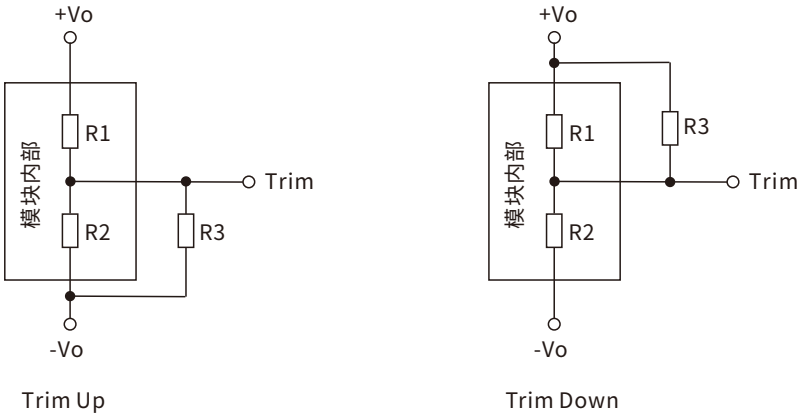 +Vo
R1
模块内部
Trim
R2
R3
-Vo
Trim Up
+Vo
R1
R3
模块内部
Trim
R2
-Vo
Trim Down